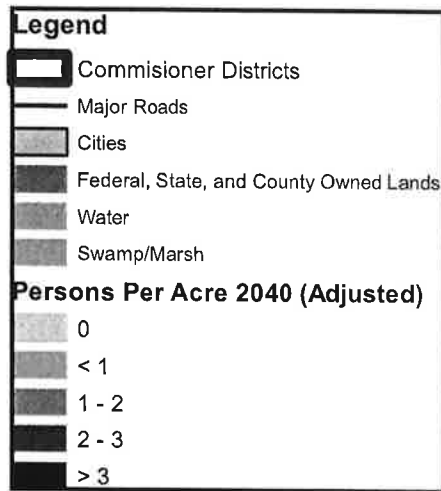 Legend
Commisioner Districts
Major Roads
Cities
Federal, State, and County Owned Lands
Water
Swamp/Marsh
Persons Per Acre 2040 (Adjusted)
0
< 1
1 - 2
2 - 3
> 3